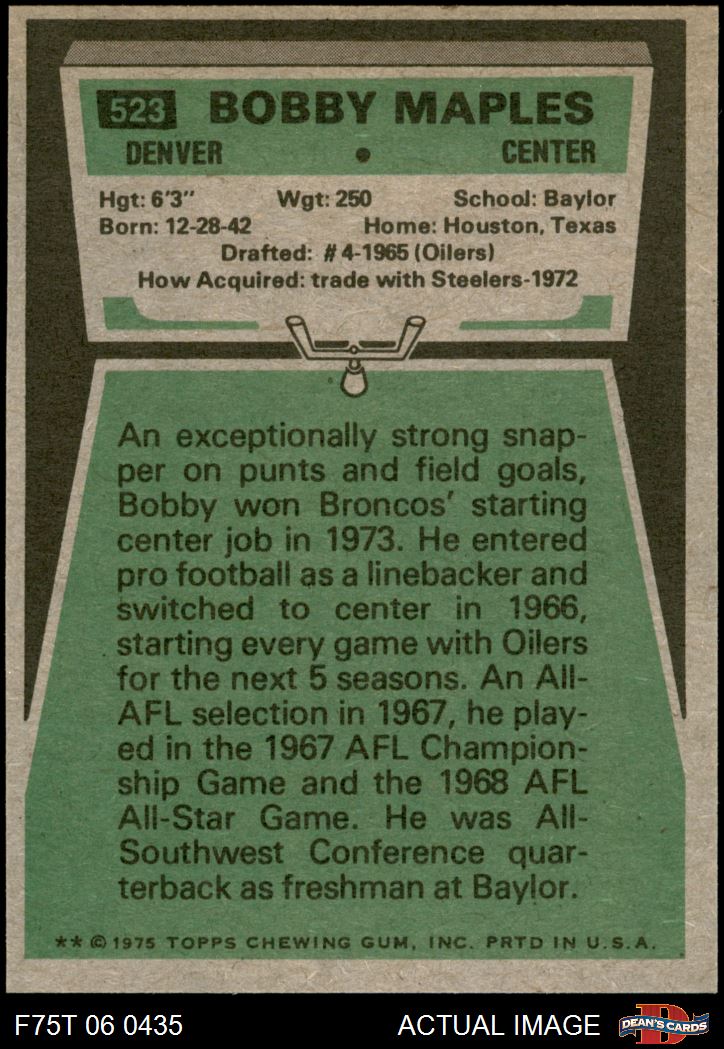 523 BOBBY MAPLES
DENVER • CENTER
Hgt: 6'3" Wgt: 250 School: Baylor
Born: 12-28-42 Home: Houston, Texas
Drafted: #4-1965 (Oilers)
How Acquired: trade with Steelers-1972
An exceptionally strong snap-
per on punts and field goals,
Bobby won Broncos' starting
center job in 1973. He entered
pro football as a linebacker and
switched to center in 1966,
starting every game with Oilers
for the next 5 seasons. An All-
AFL selection in 1967, he play-
ed in the 1967 AFL Champion-
ship Game and the 1968 AFL
All-Star Game. He was All-
Southwest Conference quar-
terback as freshman at Baylor.
** © 1975 TOPPS CHEWING GUM, INC. PRTD IN U.S.A.
F75T 06 0435 ACTUAL IMAGE D DEAN'S CARDS